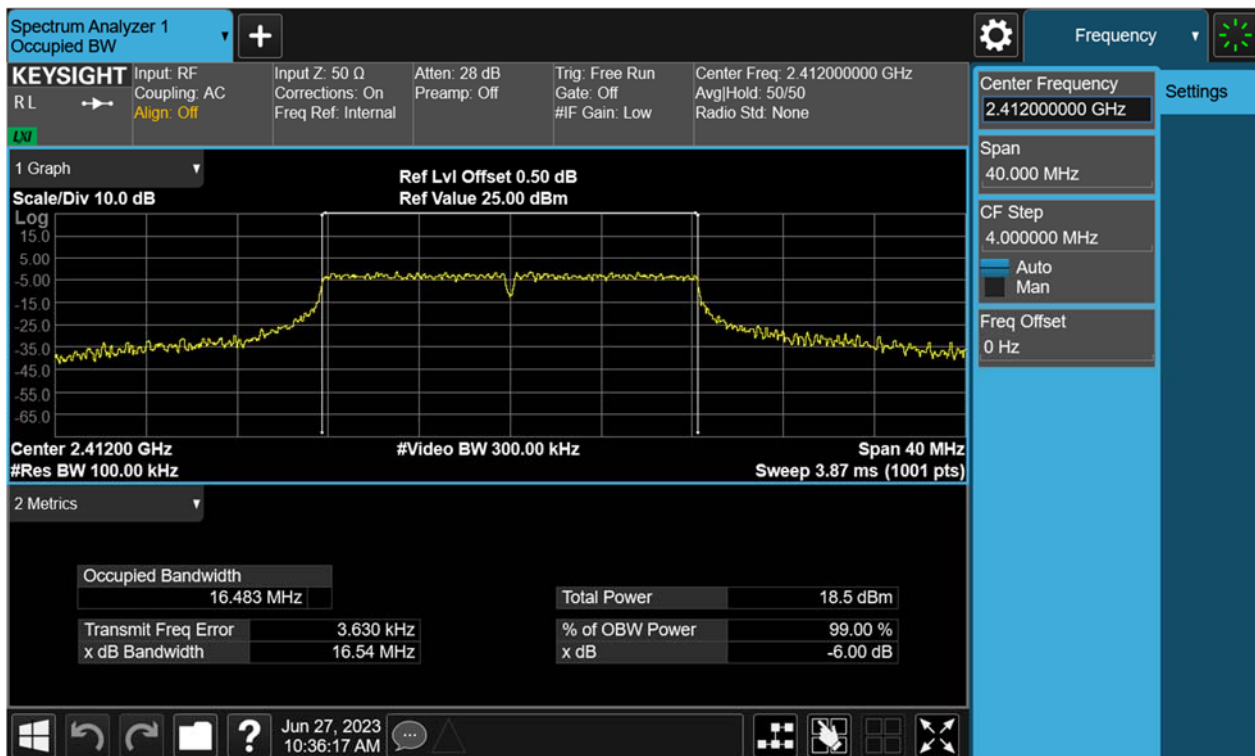 Spectrum Analyzer 1
Occupied BW
Frequency
KEYSIGHT
R L
LXI
Input: RF
Coupling: AC
Align: Off
Input Z: 50 Ω
Corrections: On
Freq Ref: Internal
Atten: 28 dB
Preamp: Off
Trig: Free Run
Gate: Off
#IF Gain: Low
Center Freq: 2.412000000 GHz
Avg|Hold: 50/50
Radio Std: None
Center Frequency
2.412000000 GHz
Settings
Span
40.000 MHz
CF Step
4.000000 MHz
Auto
Man
Freq Offset
0 Hz
1 Graph
Scale/Div 10.0 dB
Ref Lvl Offset 0.50 dB
Ref Value 25.00 dBm
Log
15.0
5.00
-5.00
-15.0
-25.0
-35.0
-45.0
-55.0
-65.0
Center 2.41200 GHz
#Video BW 300.00 kHz
Span 40 MHz
#Res BW 100.00 kHz
Sweep 3.87 ms (1001 pts)
2 Metrics
Occupied Bandwidth
16.483 MHz
Total Power 18.5 dBm
Transmit Freq Error 3.630 kHz
% of OBW Power 99.00 %
x dB Bandwidth 16.54 MHz
x dB -6.00 dB
?
Jun 27, 2023
10:36:17 AM